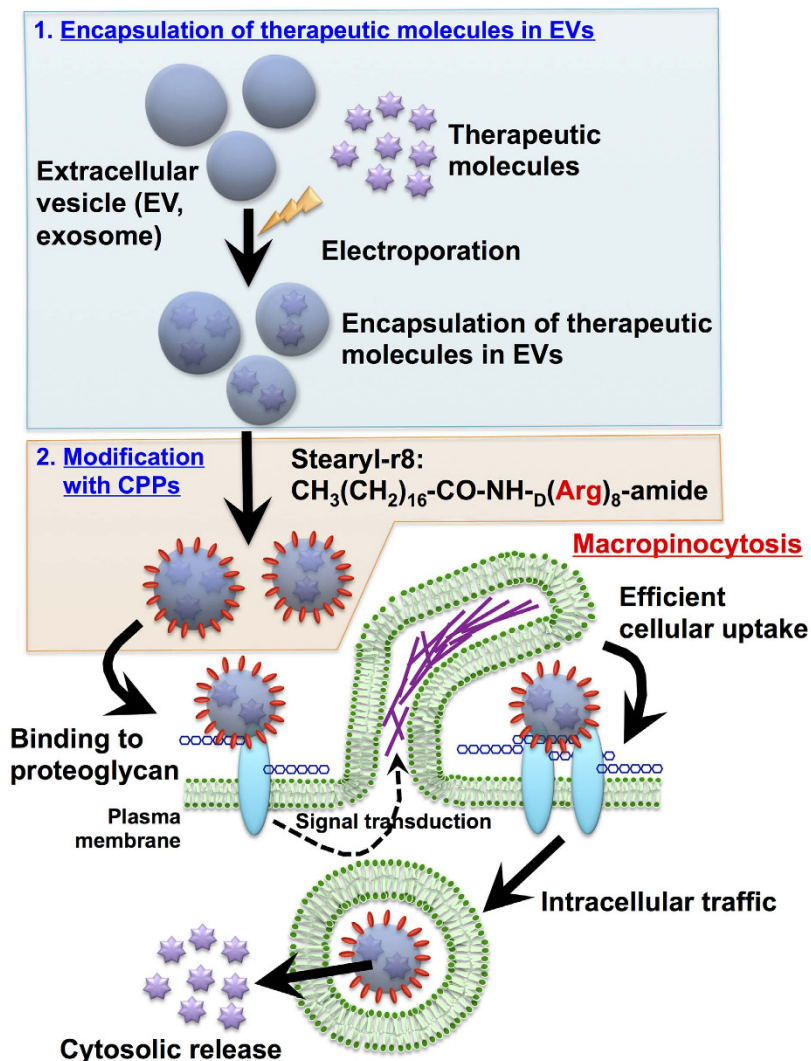 1. Encapsulation of therapeutic molecules in EVs
Therapeutic
molecules
Extracellular
vesicle (EV,
exosome)
Electroporation
Encapsulation of therapeutic
molecules in EVs
2. Modification
with CPPs
Stearyl-r8:
CH₃(CH₂)₁₆-CO-NH-D(Arg)₈-amide
Macropinocytosis
Efficient
cellular uptake
Binding to
proteoglycan
Plasma
membrane
Signal transduction
Intracellular traffic
Cytosolic release